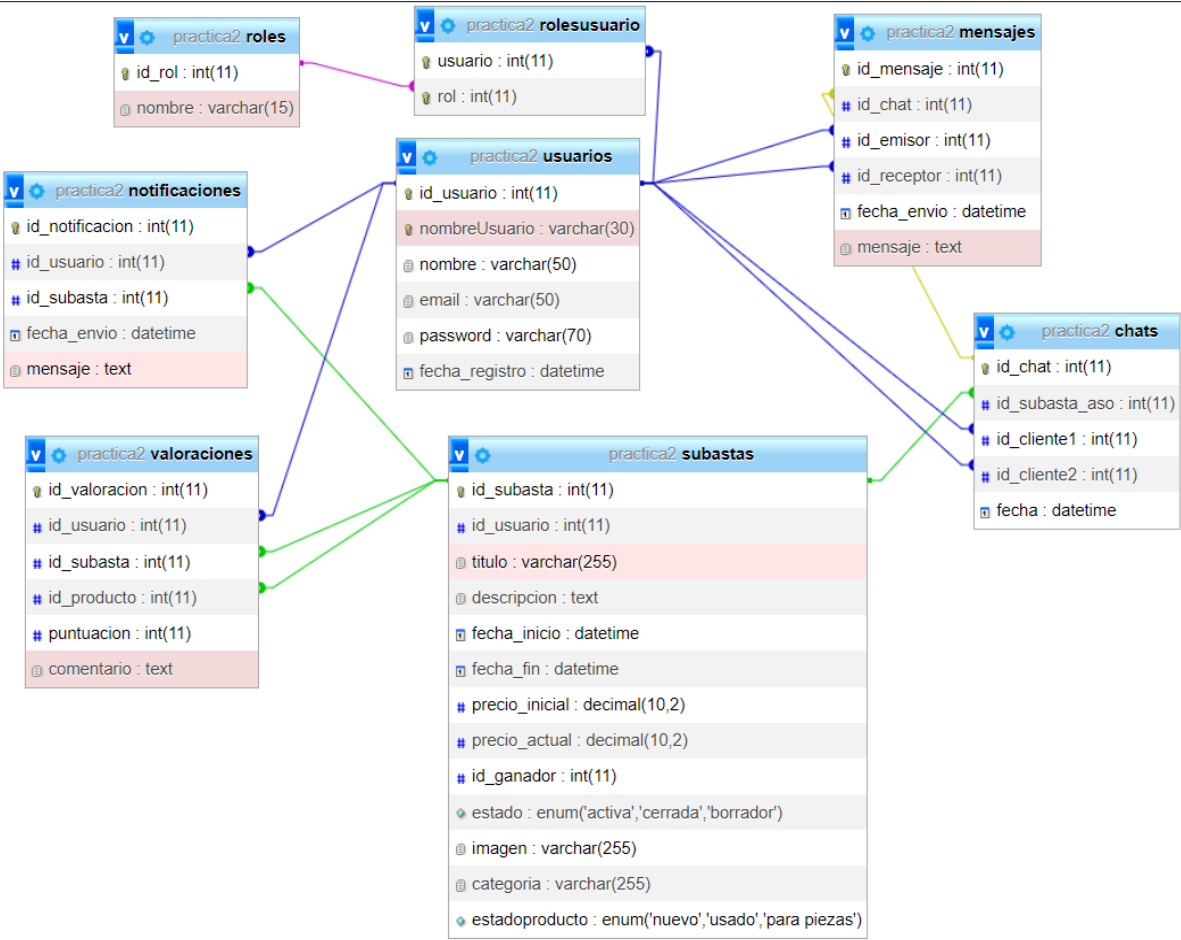 practica2 roles
id_rol : int(11)
nombre : varchar(15)
practica2 rolesusuario
usuario : int(11)
rol : int(11)
practica2 mensajes
id_mensaje : int(11)
id_chat : int(11)
id_emisor : int(11)
id_receptor : int(11)
fecha_envio : datetime
mensaje : text
practica2 notificaciones
id_notificacion : int(11)
id_usuario : int(11)
id_subasta : int(11)
fecha_envio : datetime
mensaje : text
practica2 usuarios
id_usuario : int(11)
nombreUsuario : varchar(30)
nombre : varchar(50)
email : varchar(50)
password : varchar(70)
fecha_registro : datetime
practica2 chats
id_chat : int(11)
id_subasta_aso : int(11)
id_cliente1 : int(11)
id_cliente2 : int(11)
fecha : datetime
practica2 valoraciones
id_valoracion : int(11)
id_usuario : int(11)
id_subasta : int(11)
id_producto : int(11)
puntuacion : int(11)
comentario : text
practica2 subastas
id_subasta : int(11)
id_usuario : int(11)
titulo : varchar(255)
descripcion : text
fecha_inicio : datetime
fecha_fin : datetime
precio_inicial : decimal(10,2)
precio_actual : decimal(10,2)
id_ganador : int(11)
estado : enum('activa','cerrada','borrador')
imagen : varchar(255)
categoria : varchar(255)
estadoproducto : enum('nuevo','usado','para piezas')